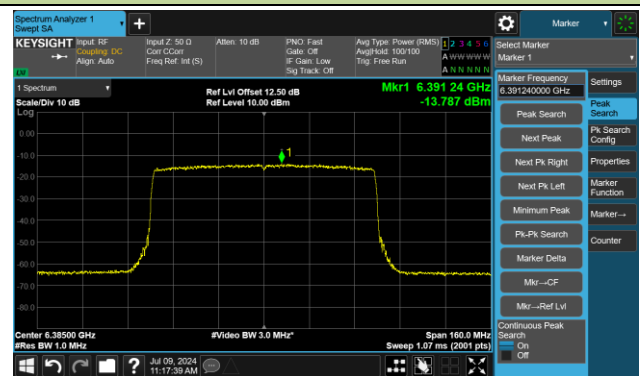 Spectrum Analyzer 1
Swept SA
+
Marker
KEYSIGHT
Input: RF
Coupling: DC
Align: Auto
Input Z: 50 Ω
Corr CCorr
Freq Ref: Int (S)
Atten: 10 dB
PNO: Fast
Gate: Off
IF Gain: Low
Sig Track: Off
Avg Type: Power (RMS)
Avg|Hold: 100/100
Trig: Free Run
1 2 3 4 5 6
A W W W W W
A N N N N N
Select Marker
Marker 1
1 Spectrum
Scale/Div 10 dB
Log
Ref Lvl Offset 12.50 dB
Ref Level 10.00 dBm
Mkr1 6.391 24 GHz
-13.787 dBm
1
0.00
-10.0
-20.0
-30.0
-40.0
-50.0
-60.0
-70.0
-80.0
Center 6.38500 GHz
#Res BW 1.0 MHz
#Video BW 3.0 MHz*
Span 160.0 MHz
Sweep 1.07 ms (2001 pts)
Marker Frequency
6.391240000 GHz
Peak Search
Next Peak
Next Pk Right
Next Pk Left
Minimum Peak
Pk-Pk Search
Marker Delta
Mkr→CF
Mkr→Ref Lvl
Continuous Peak
Search
On
Off
Settings
Peak
Search
Pk Search
Config
Properties
Marker
Function
Marker→
Counter
?
Jul 09, 2024
11:17:39 AM